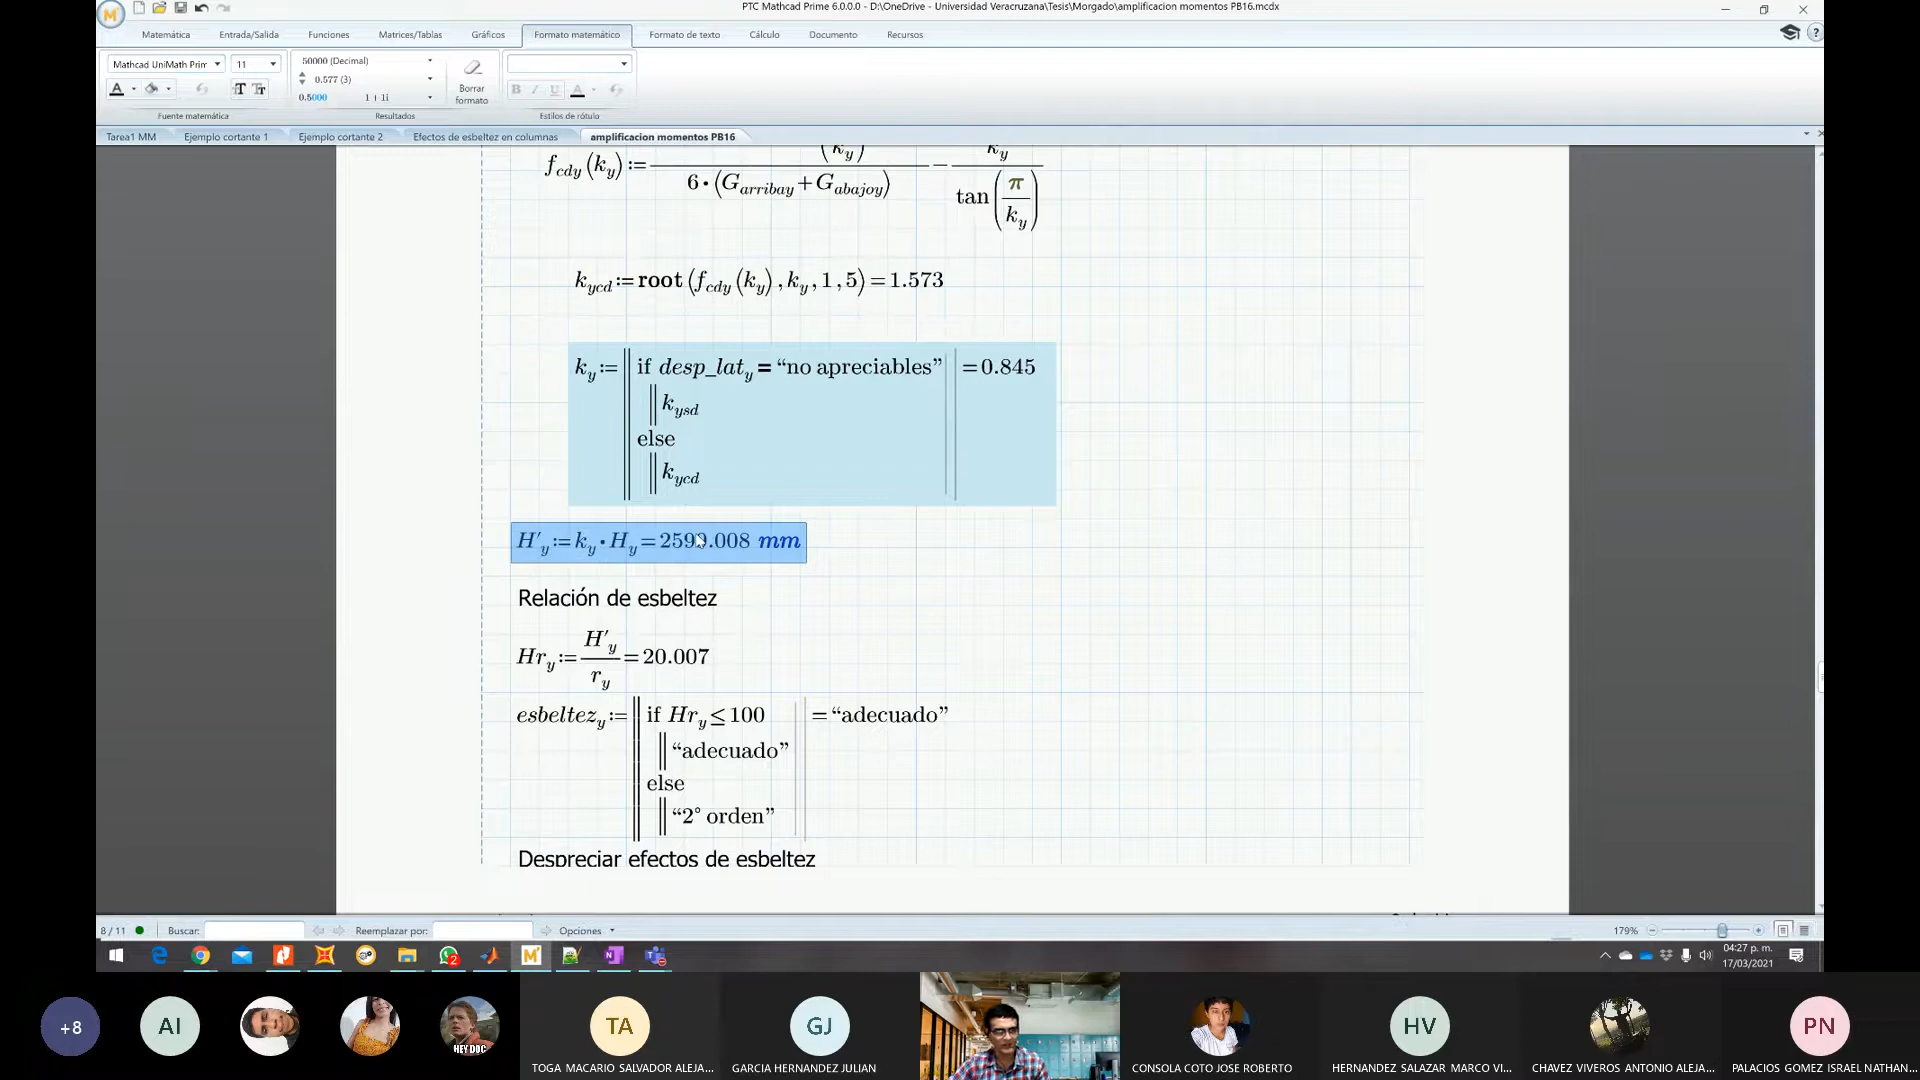 PTC Mathcad Prime 6.0.0.0 - D:\OneDrive - Universidad Veracruzana\Tesis\Morgado\amplificacion momentos PB16.mcdx
Matemática Entrada/Salida Funciones Matrices/Tablas Gráficos Formato matemático Formato de texto Cálculo Documento Recursos
Mathcad UniMath Prir 11
50000 (Decimal)
0.577 (3)
0.5000 1 + 1i
Borrar formato
B I U A
Fuente matemática Resultados Estilos de rótulo
Tarea1 MM Ejemplo cortante 1 Ejemplo cortante 2 Efectos de esbeltez en columnas amplificacion momentos PB16
f_cdy (k_y) := (k_y) / 6 • (G_arribay + G_abajoy) − k_y / tan(π / k_y)
k_ycd := root (f_cdy (k_y), k_y, 1, 5) = 1.573
k_y := if desp_lat_y = “no apreciables” = 0.845
k_ysd
else
k_ycd
H'_y := k_y • H_y = 2599.008 mm
Relación de esbeltez
Hr_y := H'_y / r_y = 20.007
esbeltez_y := if Hr_y ≤ 100 = “adecuado”
“adecuado”
else
“2° orden”
Despreciar efectos de esbeltez
8 / 11 Buscar: Reemplazar por: Opciones 179%
04:27 p. m.
17/03/2021
+8 AI HEY DOC TA GJ HV PN
TOGA MACARIO SALVADOR ALEJA... GARCIA HERNANDEZ JULIAN CONSOLA COTO JOSE ROBERTO HERNANDEZ SALAZAR MARCO VI... CHAVEZ VIVEROS ANTONIO ALEJA... PALACIOS GOMEZ ISRAEL NATHAN...